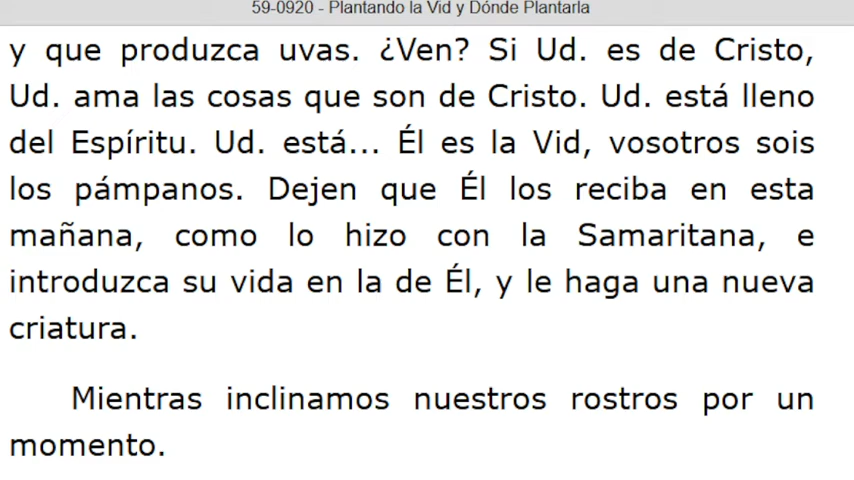 59-0920 - Plantando la Vid y Dónde Plantarla
y que produzca uvas. ¿Ven? Si Ud. es de Cristo,
Ud. ama las cosas que son de Cristo. Ud. está lleno
del Espíritu. Ud. está... Él es la Vid, vosotros sois
los pámpanos. Dejen que Él los reciba en esta
mañana, como lo hizo con la Samaritana, e
introduzca su vida en la de Él, y le haga una nueva
criatura.
Mientras inclinamos nuestros rostros por un
momento.